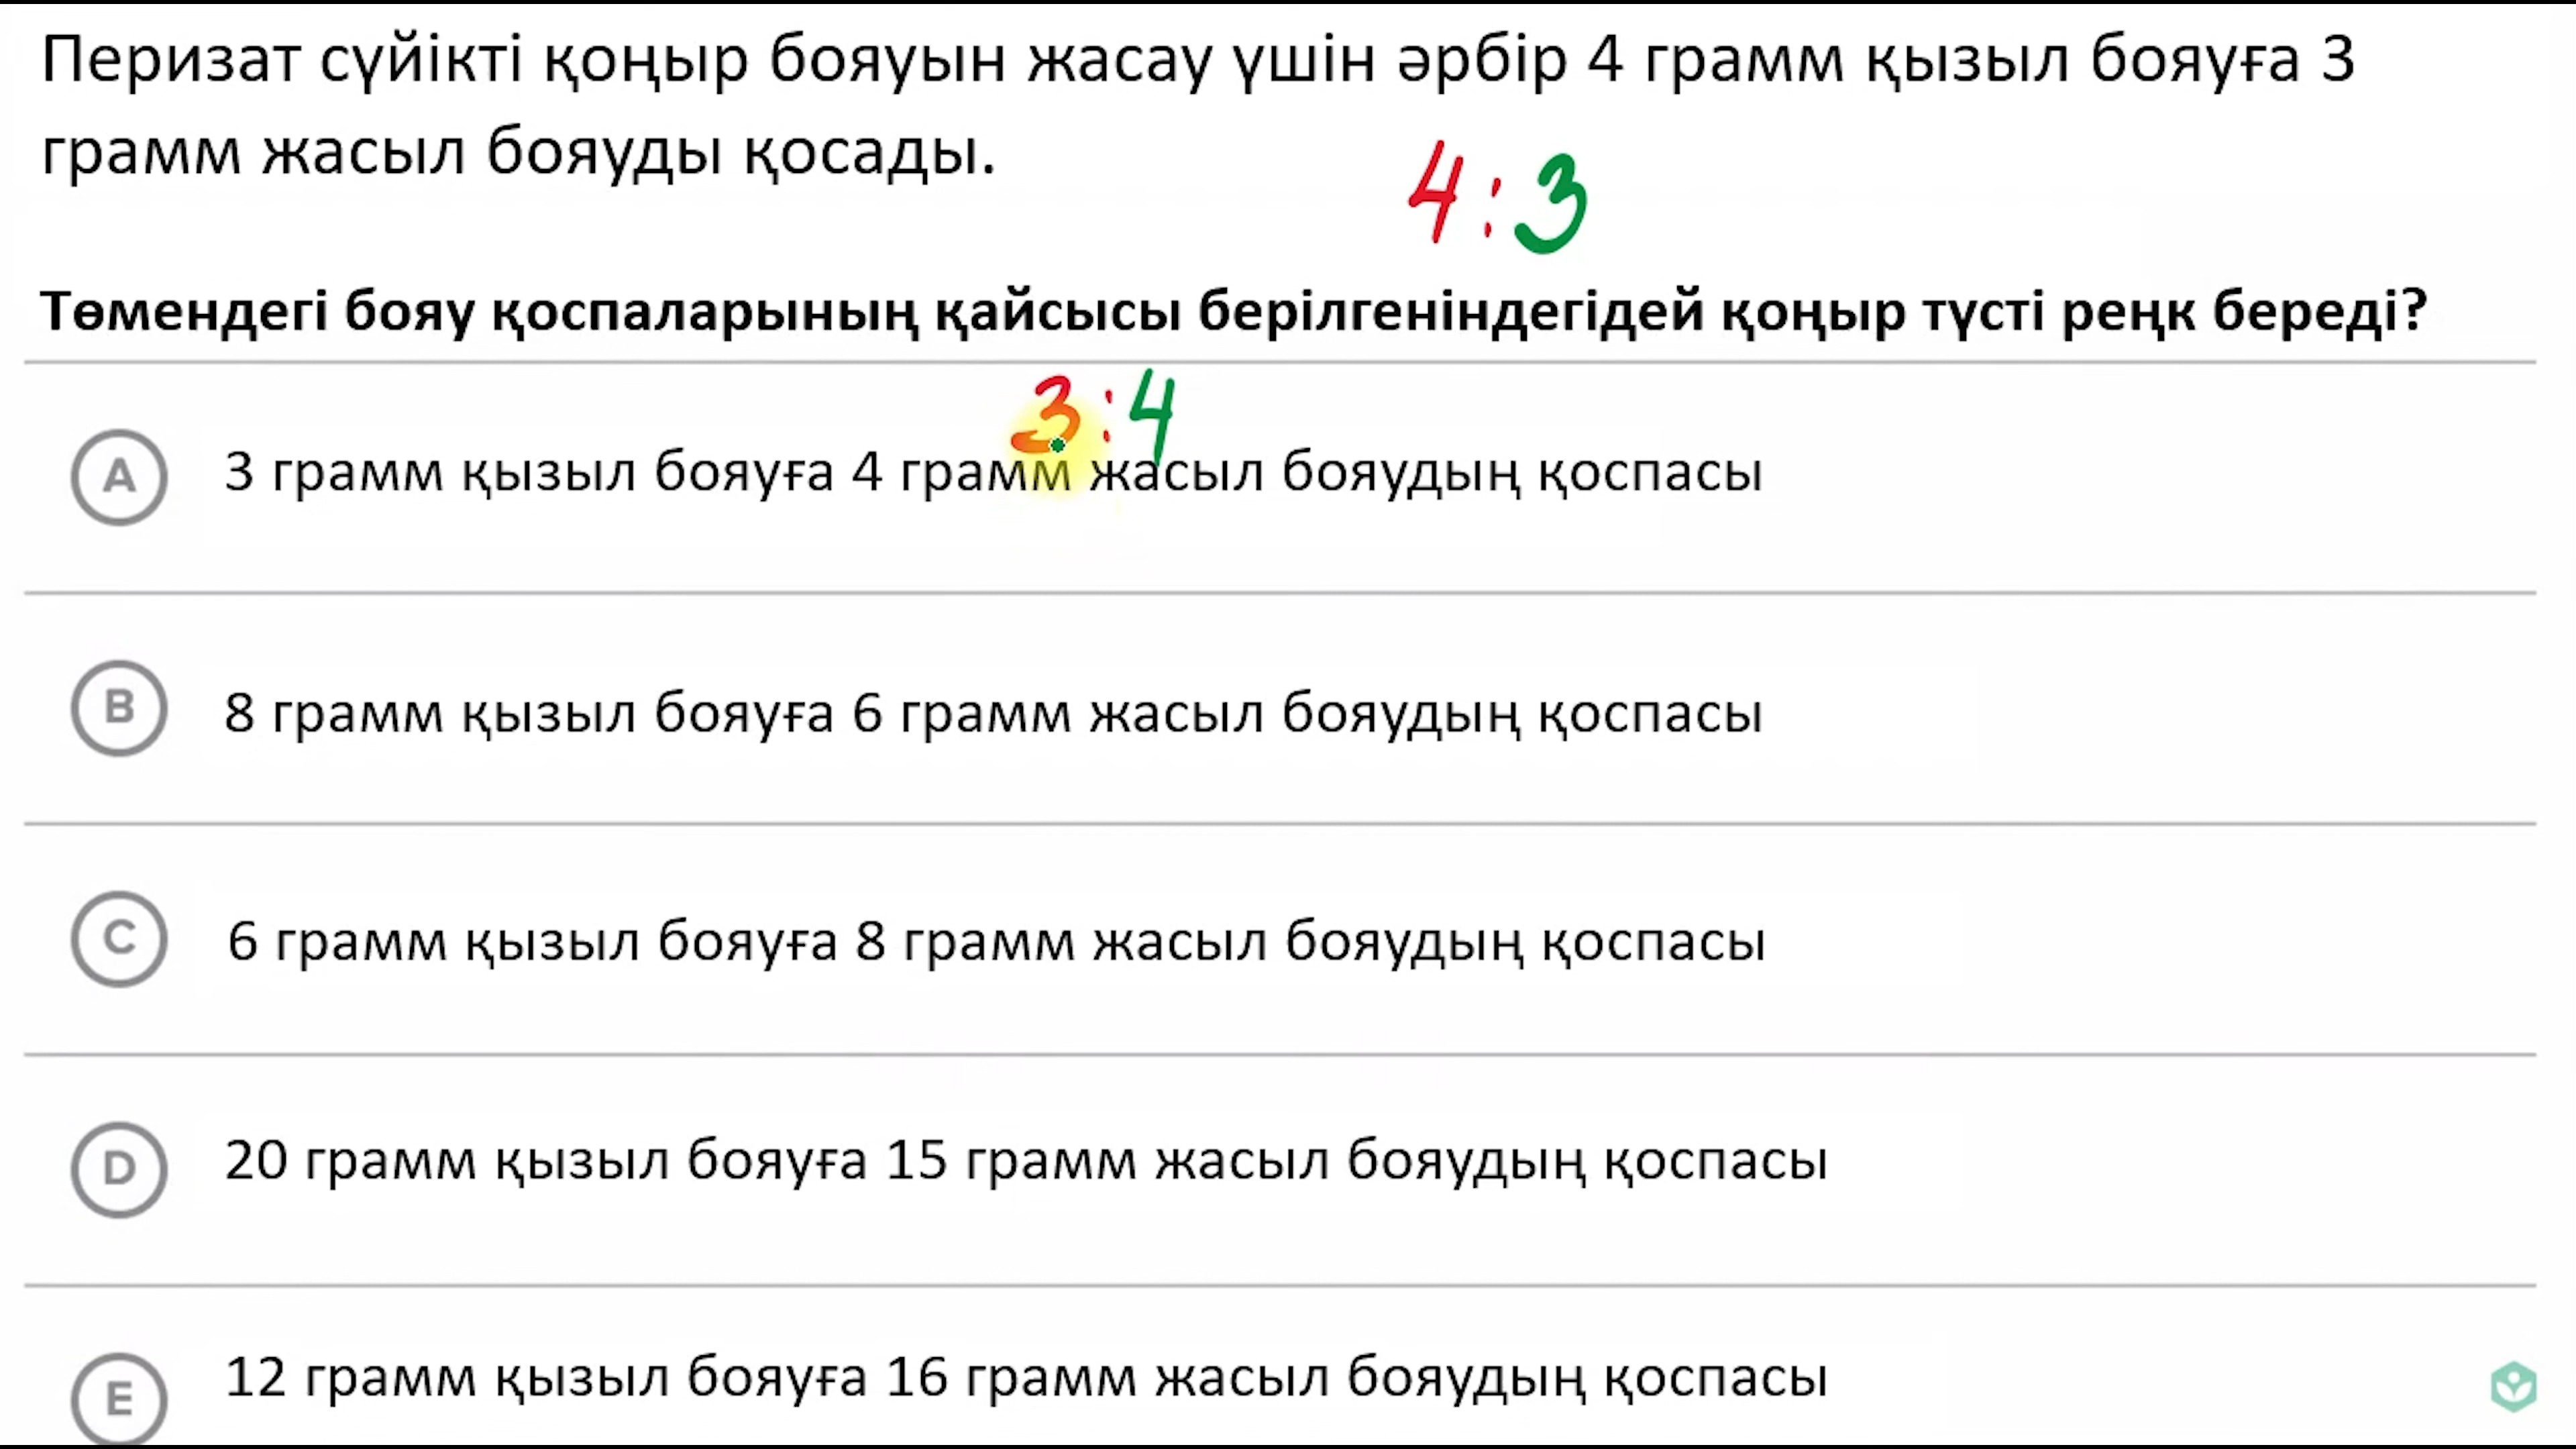 Перизат сүйікті қоңыр бояуын жасау үшін әрбір 4 грамм қызыл бояуға 3
грамм жасыл бояуды қосады.
4:3
Төмендегі бояу қоспаларының қайсысы берілгеніндегідей қоңыр түсті реңк береді?
3:4
A 3 грамм қызыл бояуға 4 грамм жасыл бояудың қоспасы
B 8 грамм қызыл бояуға 6 грамм жасыл бояудың қоспасы
C 6 грамм қызыл бояуға 8 грамм жасыл бояудың қоспасы
D 20 грамм қызыл бояуға 15 грамм жасыл бояудың қоспасы
E 12 грамм қызыл бояуға 16 грамм жасыл бояудың қоспасы